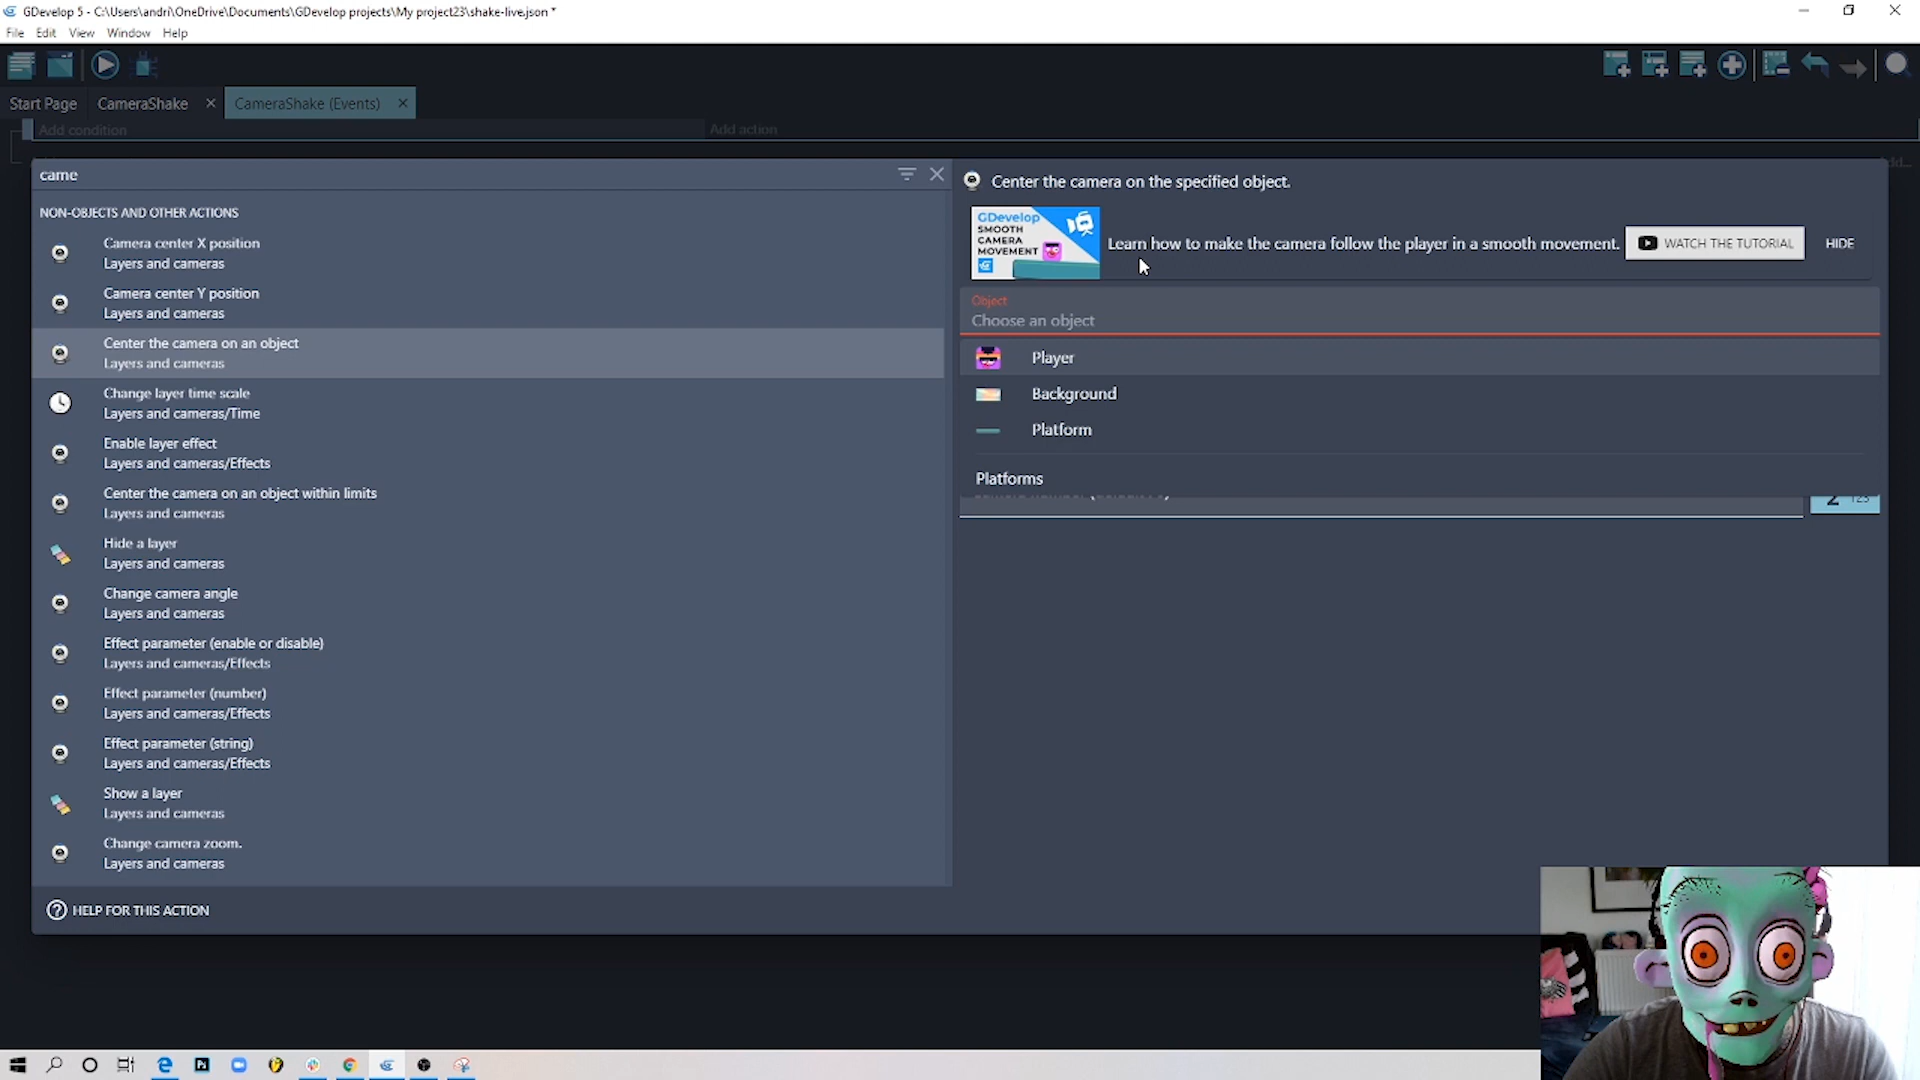 GDevelop 5 - C:\Users\andri\OneDrive\Documents\GDevelop projects\My project23\shake-live.json *
File Edit View Window Help
Start Page CameraShake CameraShake (Events)
Add condition Add action Add...
came
NON-OBJECTS AND OTHER ACTIONS
Camera center X position
Layers and cameras
Camera center Y position
Layers and cameras
Center the camera on an object
Layers and cameras
Change layer time scale
Layers and cameras/Time
Enable layer effect
Layers and cameras/Effects
Center the camera on an object within limits
Layers and cameras
Hide a layer
Layers and cameras
Change camera angle
Layers and cameras
Effect parameter (enable or disable)
Layers and cameras/Effects
Effect parameter (number)
Layers and cameras/Effects
Effect parameter (string)
Layers and cameras/Effects
Show a layer
Layers and cameras
Change camera zoom.
Layers and cameras
HELP FOR THIS ACTION
Center the camera on the specified object.
GDevelop
SMOOTH
CAMERA
MOVEMENT
Learn how to make the camera follow the player in a smooth movement.
WATCH THE TUTORIAL
HIDE
Object
Choose an object
Player
Background
Platform
Platforms
123